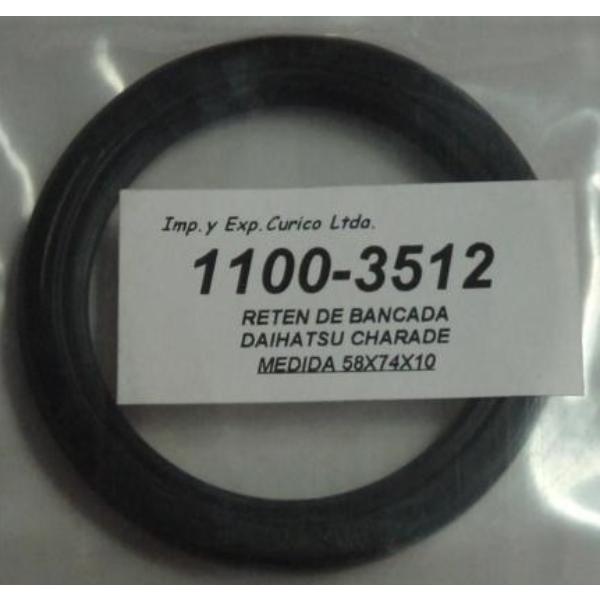 Imp.y Exp.Curico Ltda.
1100-3512
RETEN DE BANCADA
DAIHATSU CHARADE
MEDIDA 58X74X10